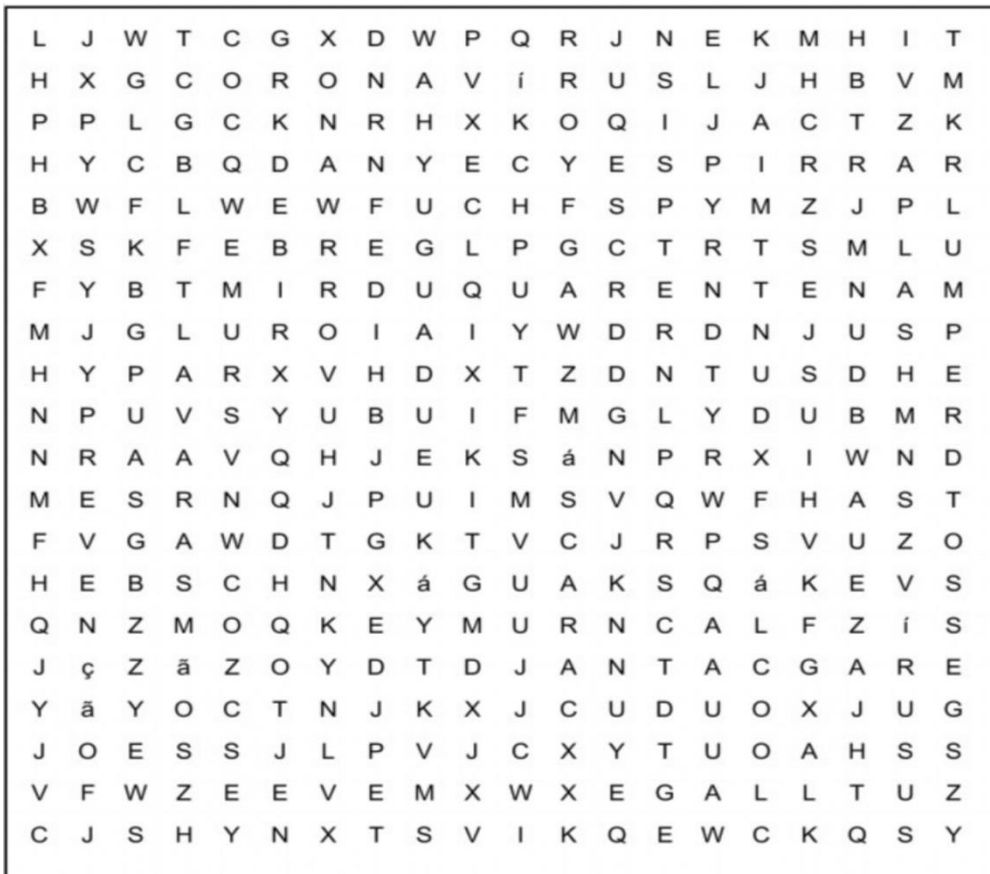 L J W T C G X D W P Q R J N E K M H I T
H X G C O R O N A V í R U S L J H B V M
P P L G C K N R H X K O Q I J A C T Z K
H Y C B Q D A N Y E C Y E S P I R R A R
B W F L W E W F U C H F S P Y M Z J P L
X S K F E B R E G L P G C T R T S M L U
F Y B T M I R D U Q U A R E N T E N A M
M J G L U R O I A I Y W D R D N J U S P
H Y P A R X V H D X T Z D N T U S D H E
N P U V S Y U B U I F M G L Y D U B M R
N R A A V Q H J E K S á N P R X I W N D
M E S R N Q J P U I M S V Q W F H A S T
F V G A W D T G K T V C J R P S V U Z O
H E B S C H N X á G U A K S Q á K E V S
Q N Z M O Q K E Y M U R N C A L F Z í S
J ç Z ã Z O Y D T D J A N T A C G A R E
Y ã Y O C T N J K X J C U D U O X J U G
J O E S S J L P V J C X Y T U O A H S S
V F W Z E E V E M X W X E G A L L T U Z
C J S H Y N X T S V I K Q E W C K Q S Y